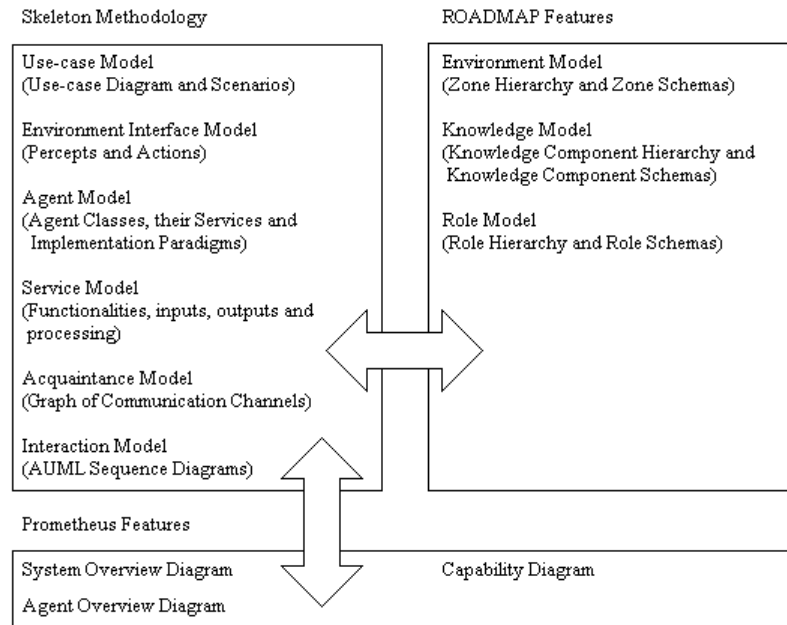 Skeleton Methodology
Use-case Model
(Use-case Diagram and Scenarios)
Environment Interface Model
(Percepts and Actions)
Agent Model
(Agent Classes, their Services and
Implementation Paradigms)
Service Model
(Functionalities, inputs, outputs and
processing)
Acquaintance Model
(Graph of Communication Channels)
Interaction Model
(AUML Sequence Diagrams)
ROADMAP Features
Environment Model
(Zone Hierarchy and Zone Schemas)
Knowledge Model
(Knowledge Component Hierarchy and
Knowledge Component Schemas)
Role Model
(Role Hierarchy and Role Schemas)
Prometheus Features
System Overview Diagram
Agent Overview Diagram
Capability Diagram